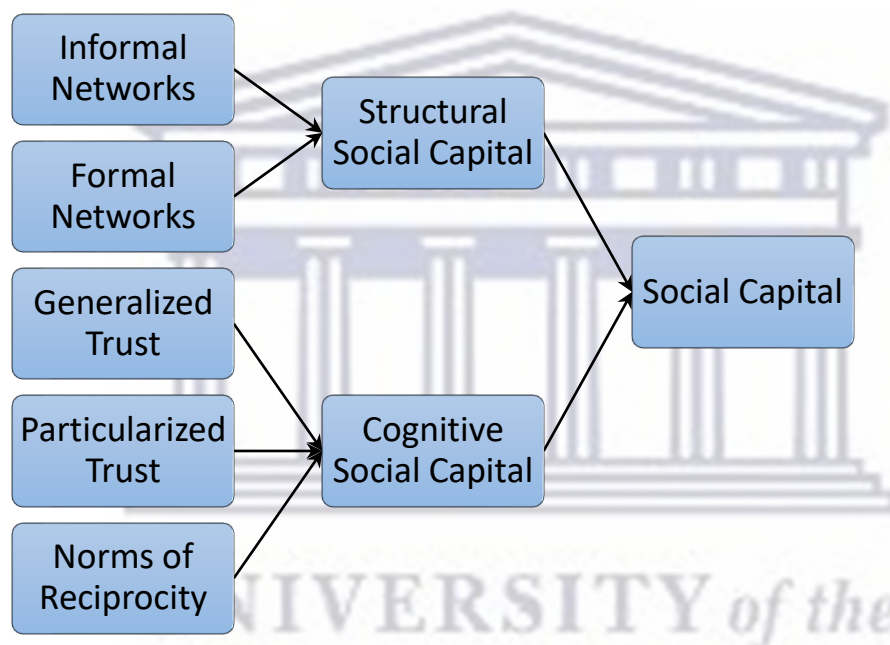 Informal
Networks
Formal
Networks
Generalized
Trust
Particularized
Trust
Norms of
Reciprocity
Structural
Social Capital
Cognitive
Social Capital
Social Capital
UNIVERSITY of the